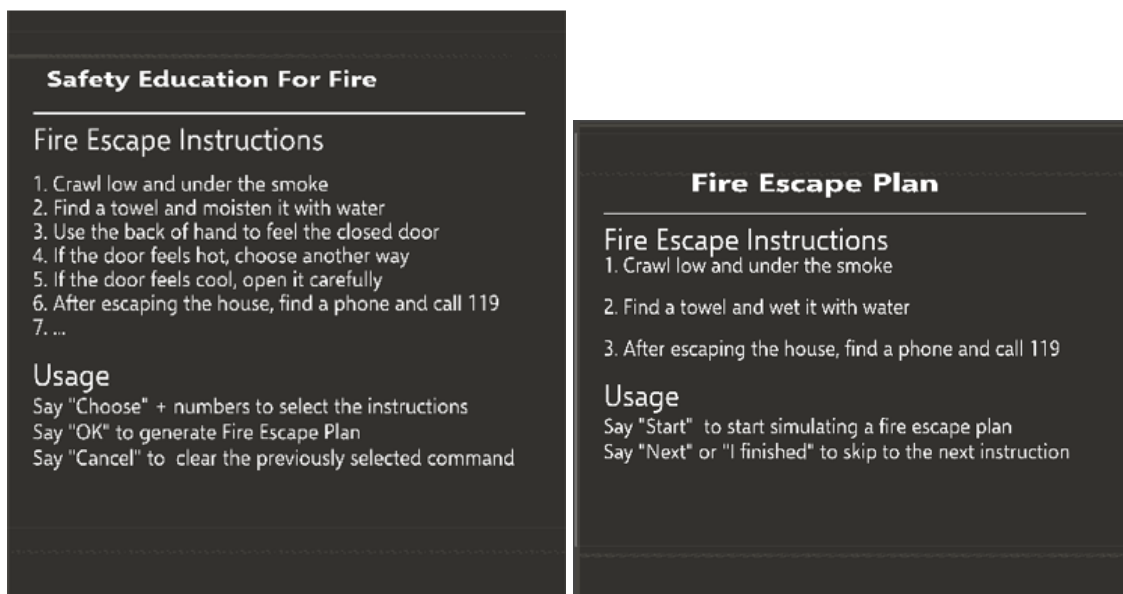 Safety Education For Fire
Fire Escape Instructions
1. Crawl low and under the smoke
2. Find a towel and moisten it with water
3. Use the back of hand to feel the closed door
4. If the door feels hot, choose another way
5. If the door feels cool, open it carefully
6. After escaping the house, find a phone and call 119
7. ...
Usage
Say "Choose" + numbers to select the instructions
Say "OK" to generate Fire Escape Plan
Say "Cancel" to clear the previously selected command
Fire Escape Plan
Fire Escape Instructions
1. Crawl low and under the smoke
2. Find a towel and wet it with water
3. After escaping the house, find a phone and call 119
Usage
Say "Start" to start simulating a fire escape plan
Say "Next" or "I finished" to skip to the next instruction